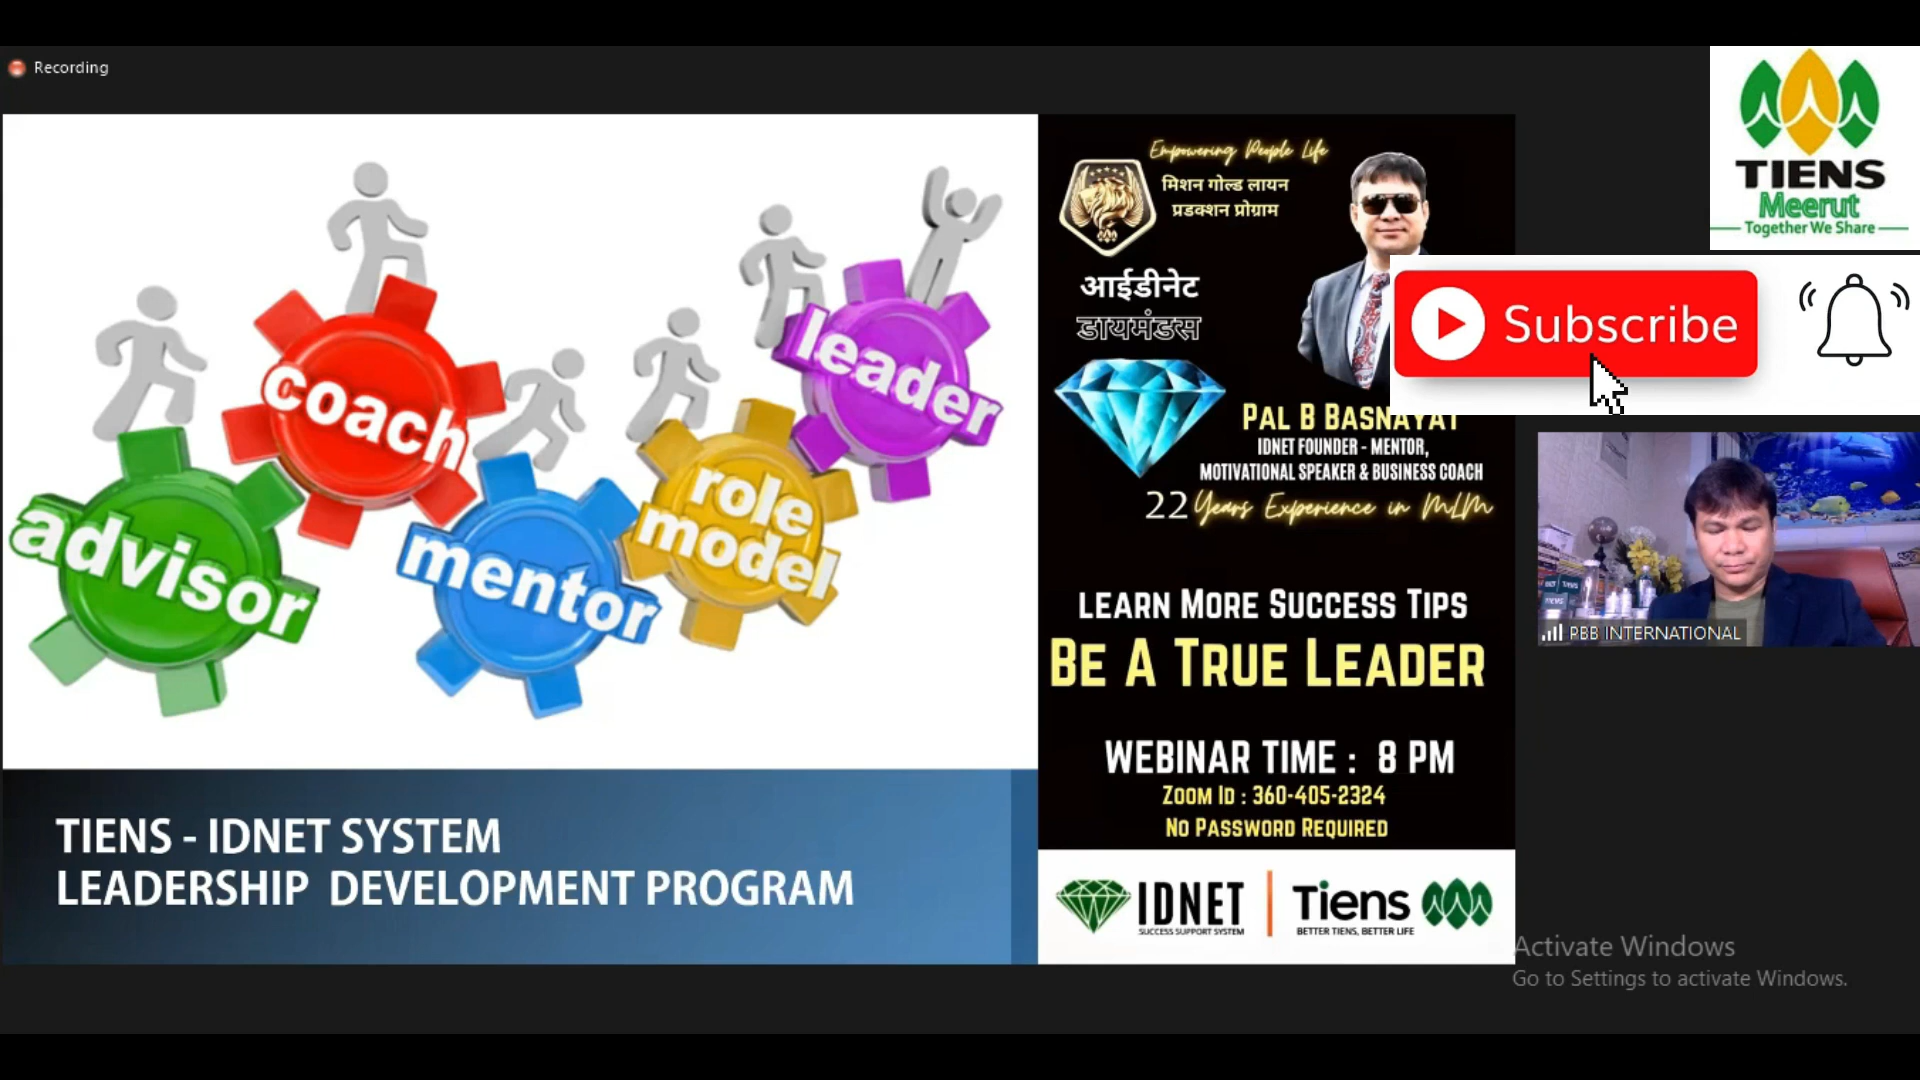 Recording
advisor
coach
mentor
role
model
leader
TIENS - IDNET SYSTEM
LEADERSHIP DEVELOPMENT PROGRAM
Empowering People Life
मिशन गोल्ड लायन
प्रडक्शन प्रोग्राम
आईडीनेट
डायमंडस
PAL B BASNAYAT
IDNET FOUNDER - MENTOR,
MOTIVATIONAL SPEAKER & BUSINESS COACH
22 Years Experience in MLM
LEARN MORE SUCCESS TIPS
BE A TRUE LEADER
WEBINAR TIME : 8 PM
ZOOM ID : 360-405-2324
NO PASSWORD REQUIRED
IDNET
SUCCESS SUPPORT SYSTEM
Tiens
BETTER TIENS, BETTER LIFE
TIENS
Meerut
Together We Share
Subscribe
TIENS
PBB INTERNATIONAL
Activate Windows
Go to Settings to activate Windows.